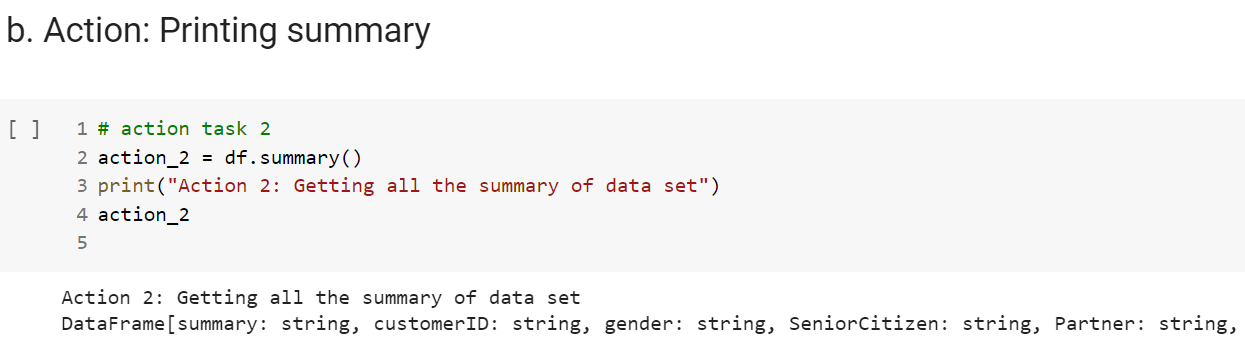 b. Action: Printing summary
[ ]
1 # action task 2
2 action_2 = df.summary()
3 print("Action 2: Getting all the summary of data set")
4 action_2
5
Action 2: Getting all the summary of data set
DataFrame[summary: string, customerID: string, gender: string, SeniorCitizen: string, Partner: string,